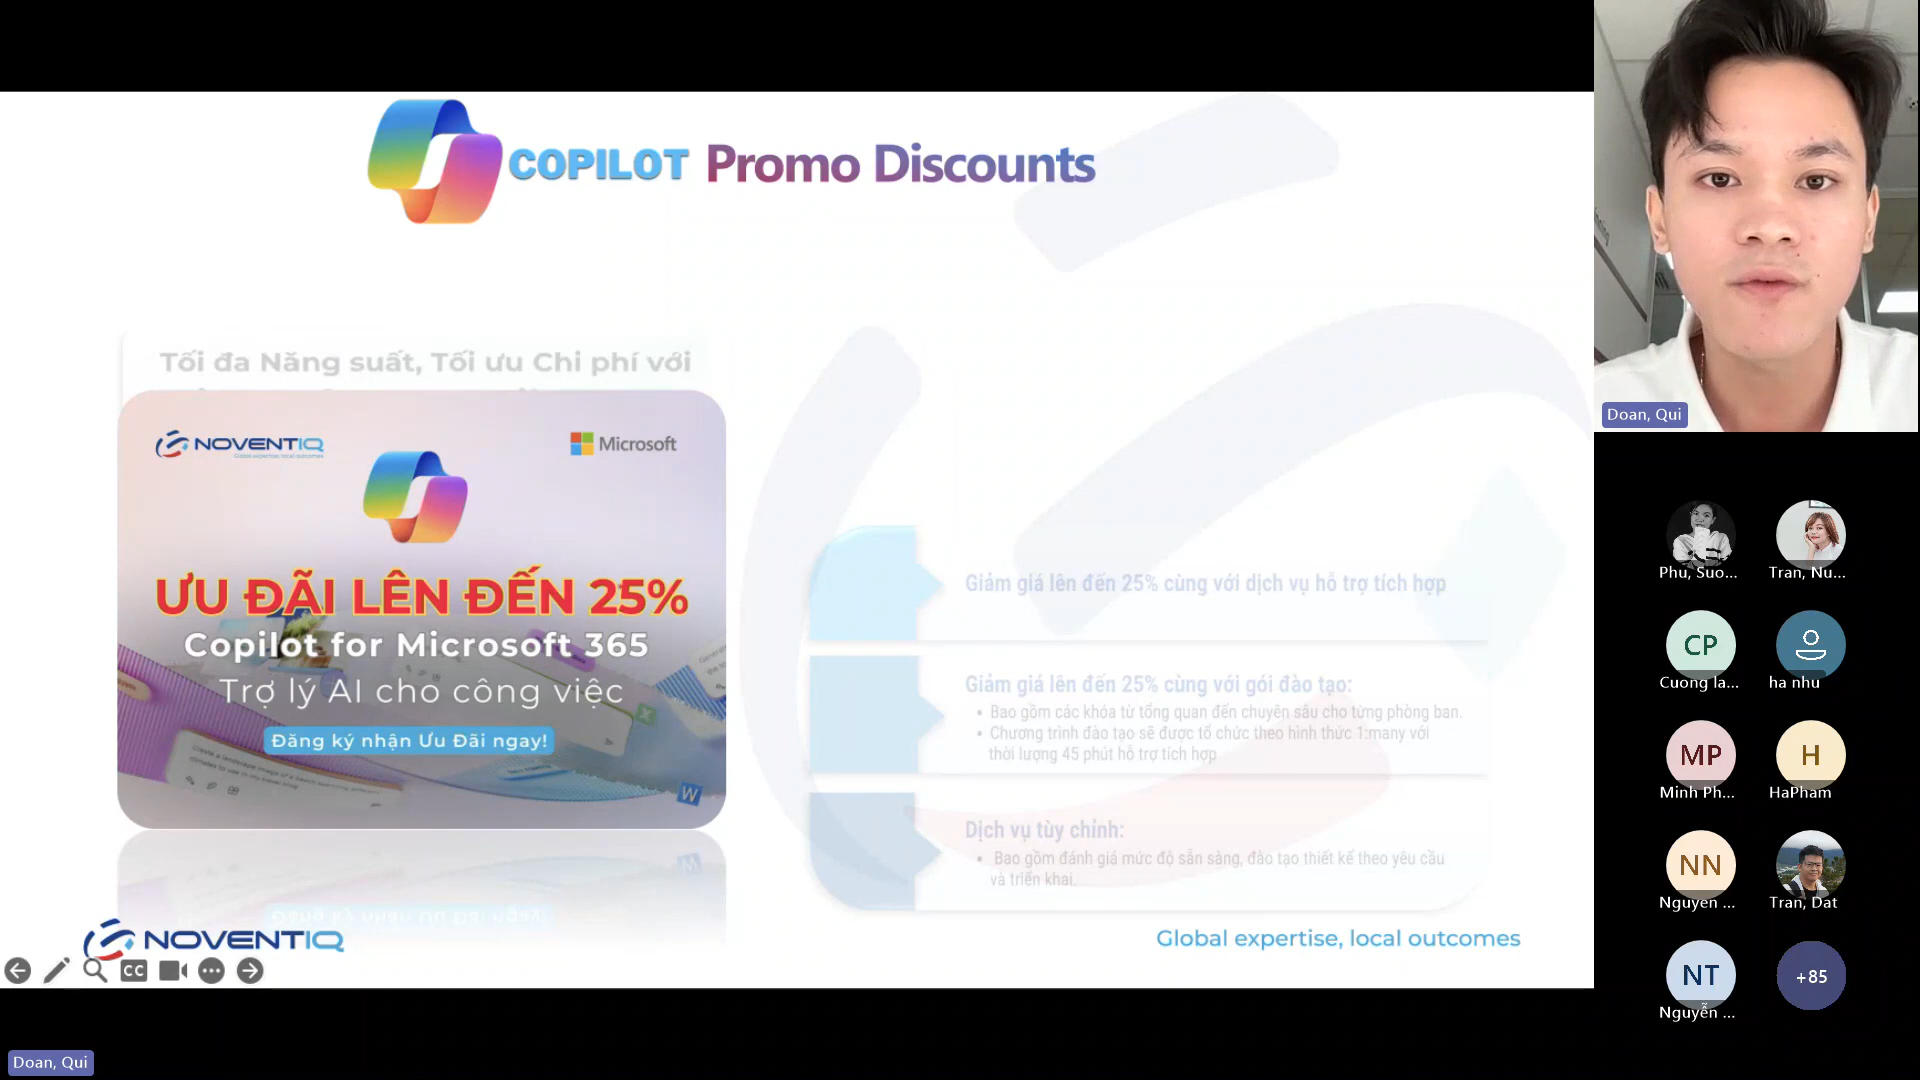 COPILOT Promo Discounts
Tối đa Năng suất, Tối ưu Chi phí với
NOVENTIQ
Global expertise, local outcomes
Microsoft
ƯU ĐÃI LÊN ĐẾN 25%
Copilot for Microsoft 365
Trợ lý AI cho công việc
Đăng ký nhận Ưu Đãi ngay!
Giảm giá lên đến 25% cùng với dịch vụ hỗ trợ tích hợp
Giảm giá lên đến 25% cùng với gói đào tạo:
• Bao gồm các khóa từ tổng quan đến chuyên sâu cho từng phòng ban.
• Chương trình đào tạo sẽ được tổ chức theo hình thức 1:many với
thời lượng 45 phút hỗ trợ tích hợp
Dịch vụ tùy chỉnh:
• Bao gồm đánh giá mức độ sẵn sàng, đào tạo thiết kế theo yêu cầu
và triển khai.
NOVENTIQ
Global expertise, local outcomes
CC
Doan, Qui
Doan, Qui
Phu, Suo...
Tran, Nu...
CP
Cuong la...
ha nhu
MP
Minh Ph...
H
HaPham
NN
Nguyen ...
Tran, Dat
NT
Nguyễn ...
+85